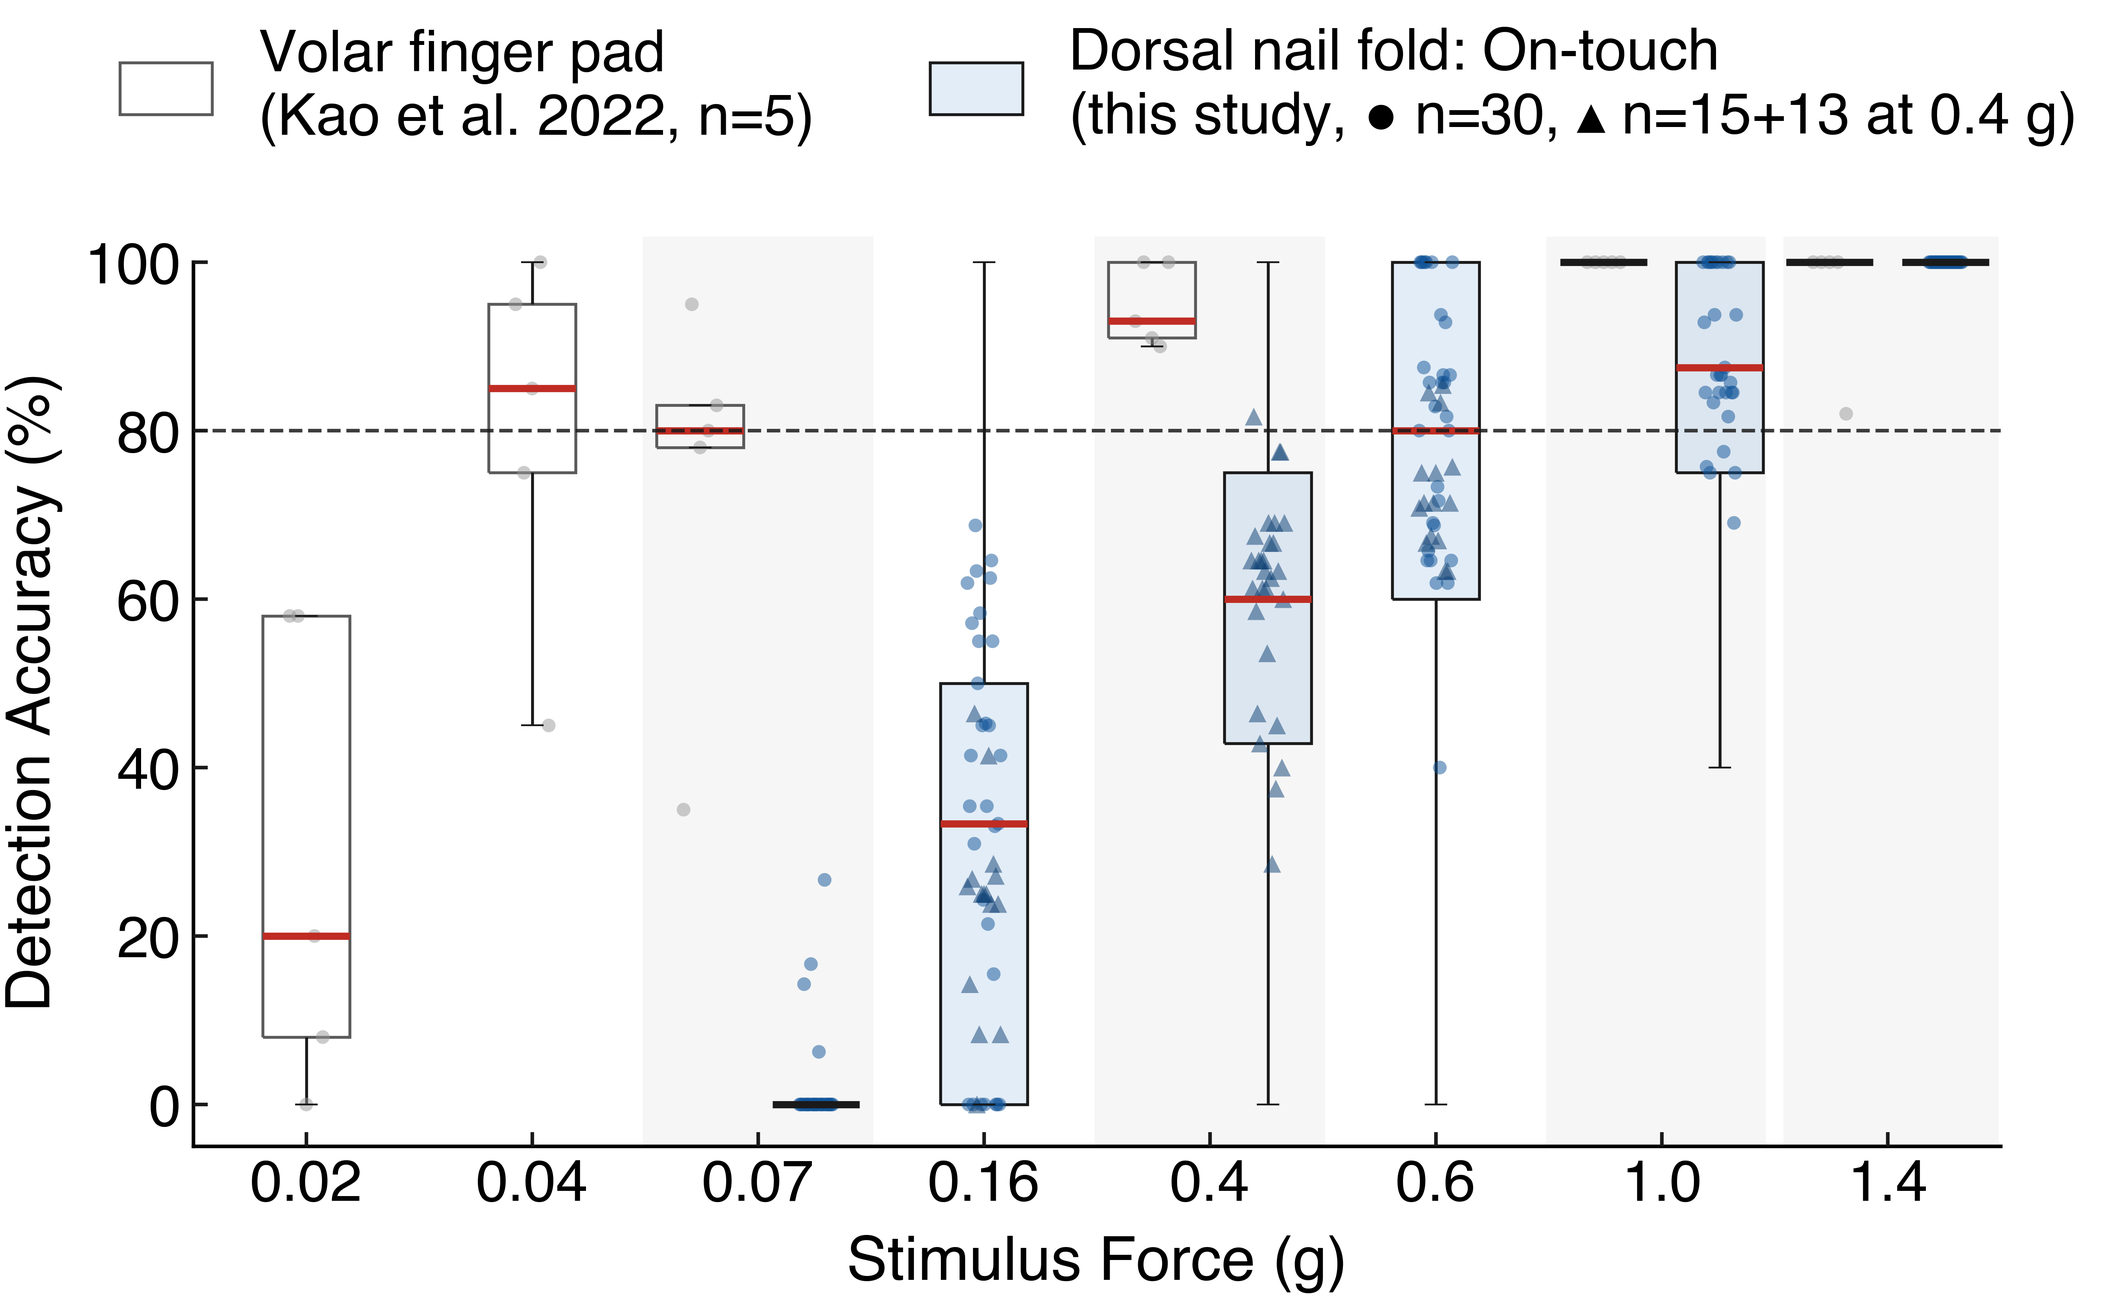 Volar finger pad
(Kao et al. 2022, n=5)
Dorsal nail fold: On-touch
(this study, ● n=30, ▲ n=15+13 at 0.4 g)
Detection Accuracy (%)
100
80
60
40
20
0
0.02 0.04 0.07 0.16 0.4 0.6 1.0 1.4
Stimulus Force (g)